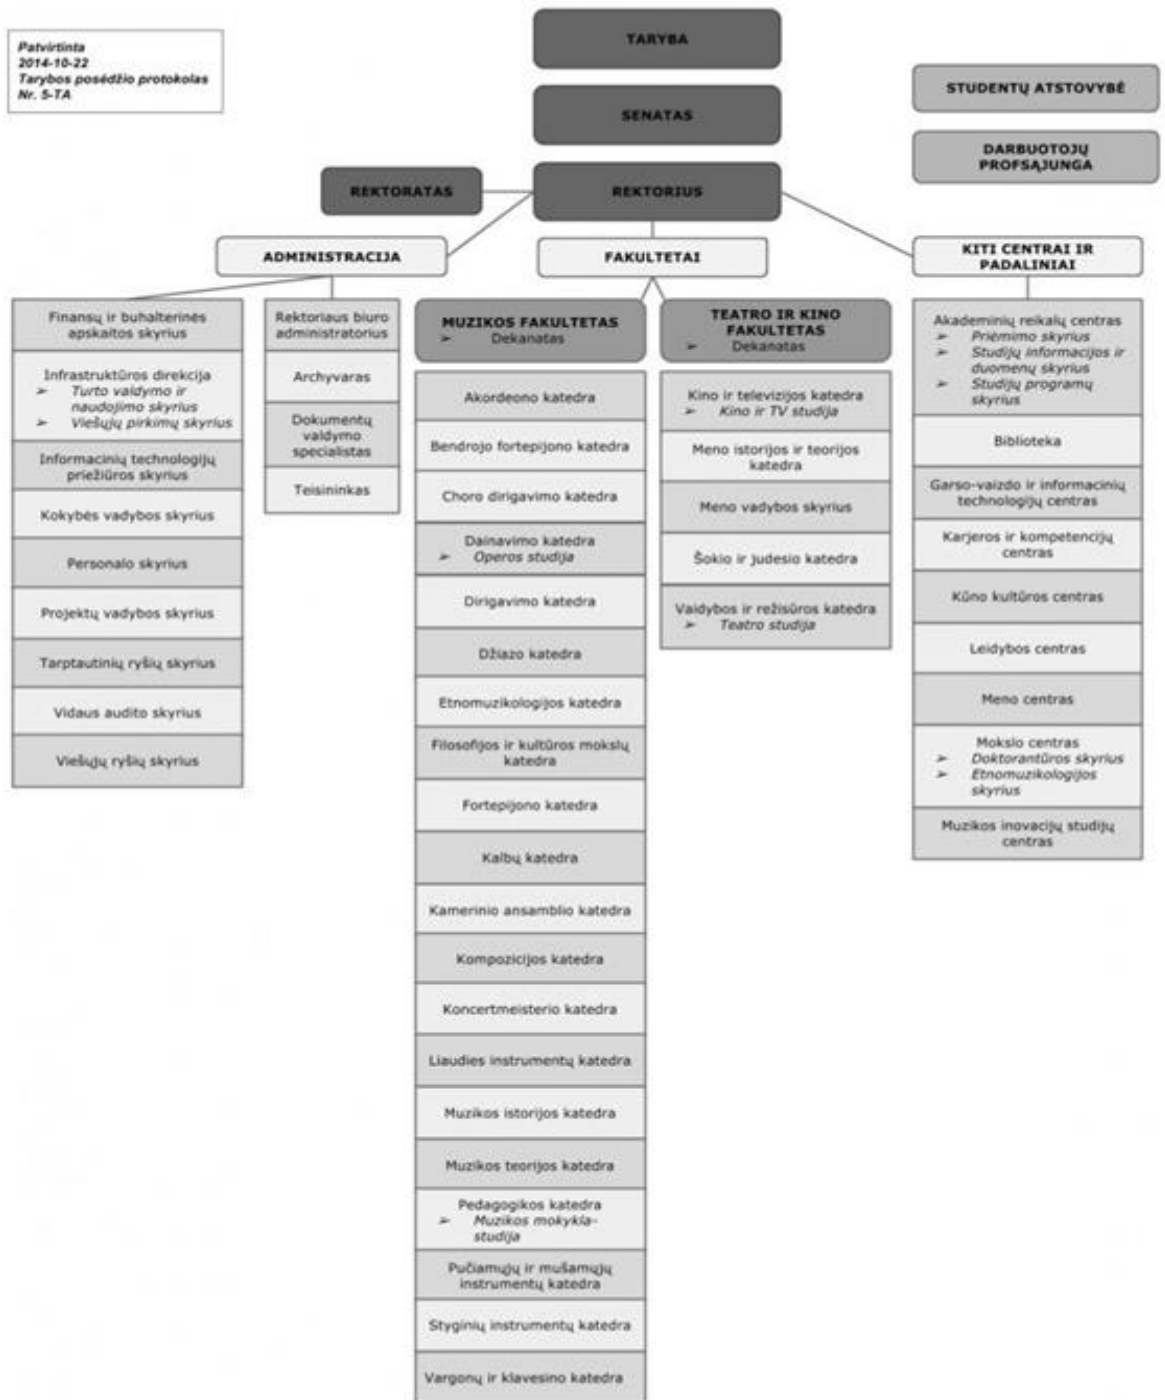 Patvirtinta
2014-10-22
Tarybos posėdžio protokolas
Nr. 5-TA
TARYBA
SENATAS
STUDENTŲ ATSTOVYBĖ
DARBUOTOJŲ
PROFSĄJUNGA
REKTORATAS
REKTORIUS
ADMINISTRACIJA
FAKULTETAI
KITI CENTRAI IR
PADALINIAI
Finansų ir buhalterinės
apskaitos skyrius
Infrastruktūros direkcija
➢ Turto valdymo ir
naudojimo skyrius
➢ Viešųjų pirkimų skyrius
Informacinių technologijų
priežiūros skyrius
Kokybės vadybos skyrius
Personalo skyrius
Projektų vadybos skyrius
Tarptautinių ryšių skyrius
Vidaus audito skyrius
Viešųjų ryšių skyrius
Rektoriaus biuro
administratorius
Archyvaras
Dokumentų
valdymo
specialistas
Teisininkas
MUZIKOS FAKULTETAS
➢ Dekanatas
Akordeono katedra
Bendrojo fortepijono katedra
Choro dirigavimo katedra
Dainavimo katedra
➢ Operos studija
Dirigavimo katedra
Džiazo katedra
Etnomuzikologijos katedra
Filosofijos ir kultūros mokslų
katedra
Fortepijono katedra
Kalbų katedra
Kamerinio ansamblio katedra
Kompozicijos katedra
Koncertmeisterio katedra
Liaudies instrumentų katedra
Muzikos istorijos katedra
Muzikos teorijos katedra
Pedagogikos katedra
➢ Muzikos mokykla-
studija
Pučiamųjų ir mušamųjų
instrumentų katedra
Styginių instrumentų katedra
Vargonų ir klavesino katedra
TEATRO IR KINO
FAKULTETAS
➢ Dekanatas
Kino ir televizijos katedra
➢ Kino ir TV studija
Meno istorijos ir teorijos
katedra
Meno vadybos skyrius
Šokio ir judesio katedra
Vaidybos ir režisūros katedra
➢ Teatro studija
Akademinių reikalų centras
➢ Priėmimo skyrius
➢ Studijų informacijos ir
duomenų skyrius
➢ Studijų programų
skyrius
Biblioteka
Garso-vaizdo ir informacinių
technologijų centras
Karjeros ir kompetencijų
centras
Kūno kultūros centras
Leidybos centras
Meno centras
Mokslo centras
➢ Doktorantūros skyrius
➢ Etnomuzikologijos
skyrius
Muzikos inovacijų studijų
centras